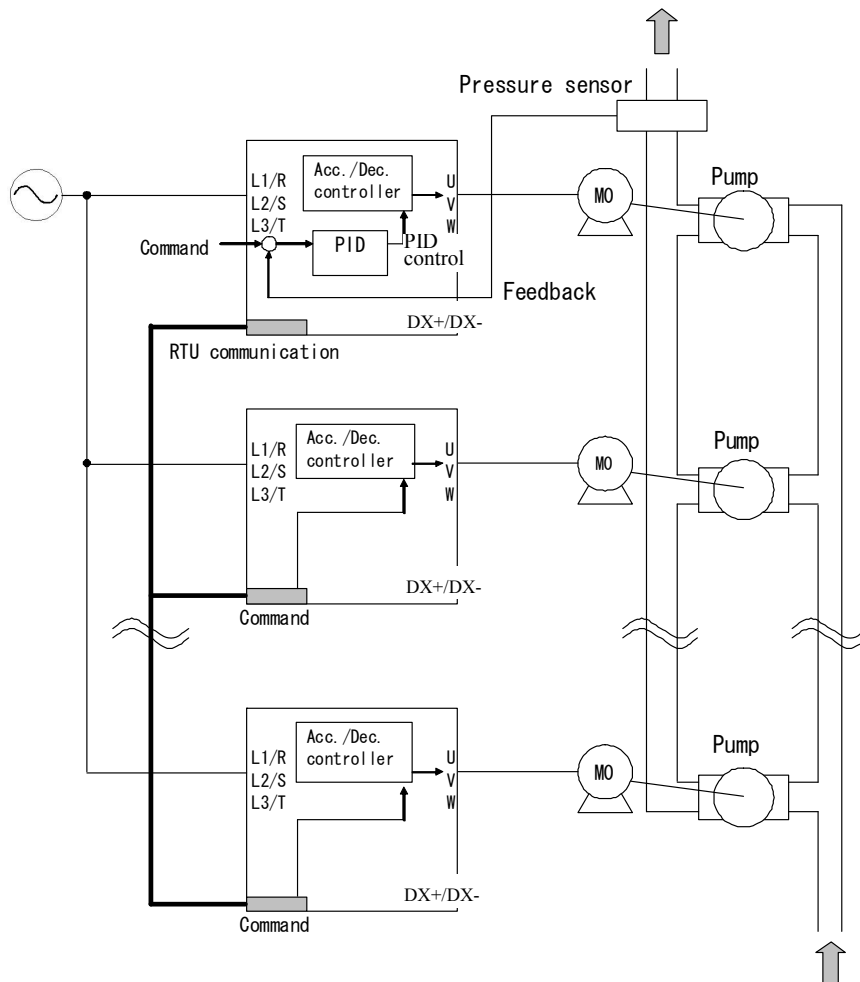 Pressure sensor
L1/R
L2/S
L3/T
Acc./Dec.
controller
U
V
W
MO
Pump
Command
PID
PID
control
Feedback
DX+/DX-
RTU communication
L1/R
L2/S
L3/T
Acc./Dec.
controller
U
V
W
MO
Pump
DX+/DX-
Command
L1/R
L2/S
L3/T
Acc./Dec.
controller
U
V
W
MO
Pump
DX+/DX-
Command